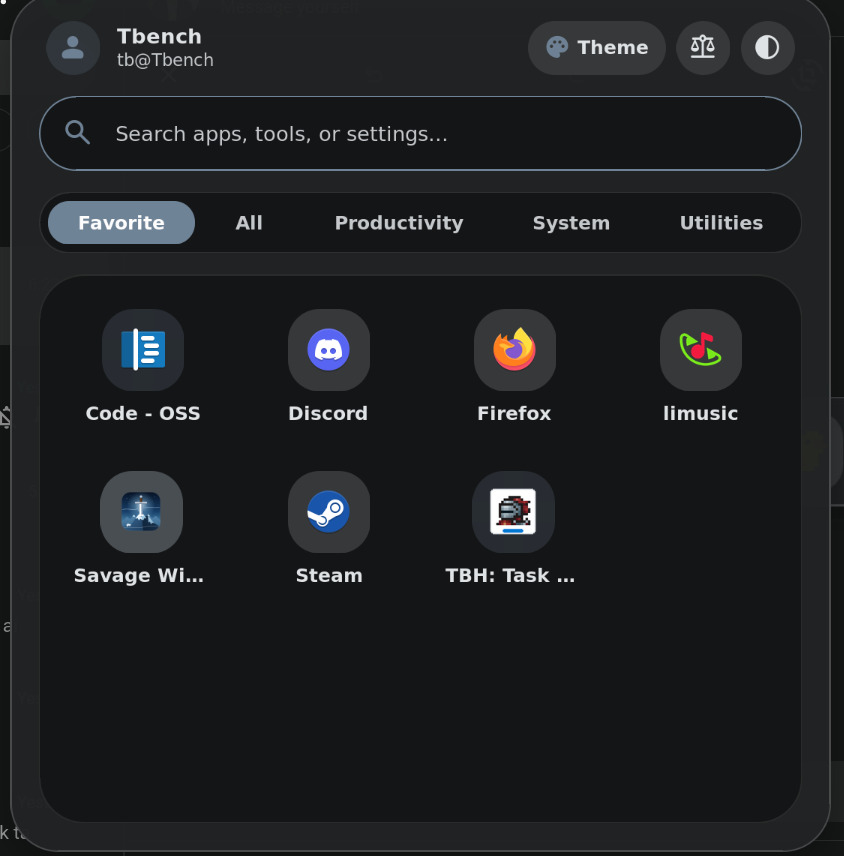 Tbench
tb@Tbench
Theme
Search apps, tools, or settings...
Favorite All Productivity System Utilities
Code - OSS Discord Firefox limusic
Savage Wi... Steam TBH: Task ...
a
k ta